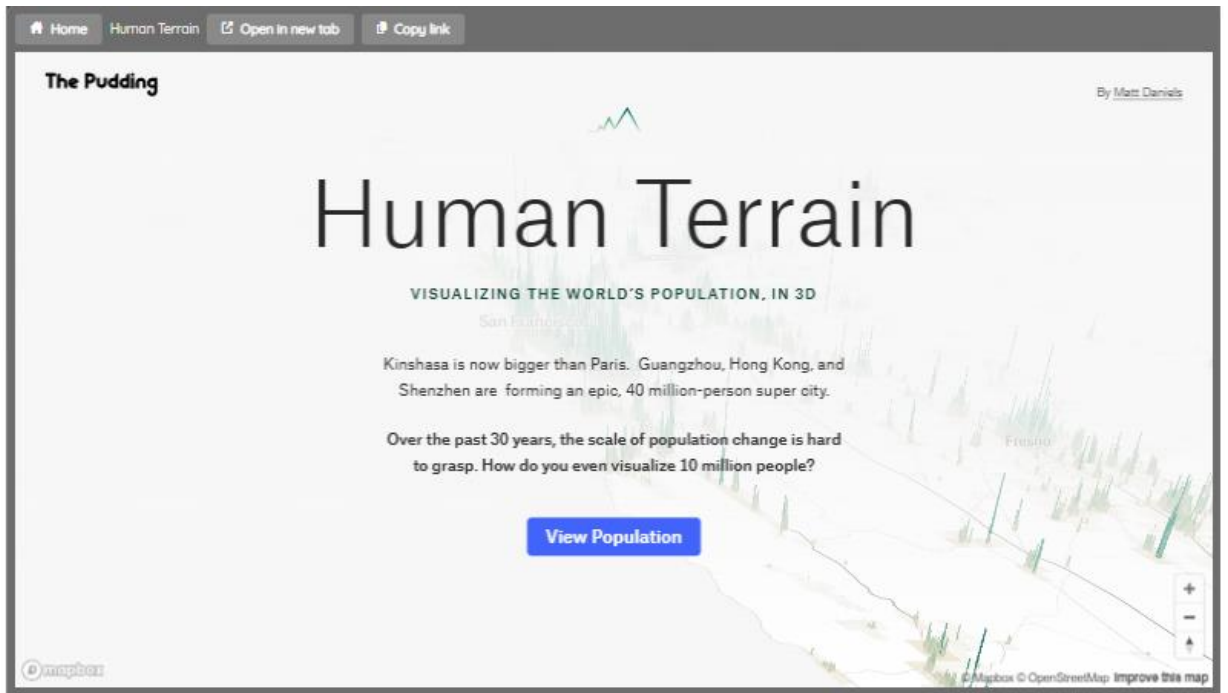 Home Human Terrain Open in new tab Copy link
The Pudding
By Matt Daniels
Human Terrain
VISUALIZING THE WORLD'S POPULATION, IN 3D
San Francisco
Kinshasa is now bigger than Paris. Guangzhou, Hong Kong, and
Shenzhen are forming an epic, 40 million-person super city.
Fresno
Over the past 30 years, the scale of population change is hard
to grasp. How do you even visualize 10 million people?
View Population
mapbox
© Mapbox © OpenStreetMap Improve this map